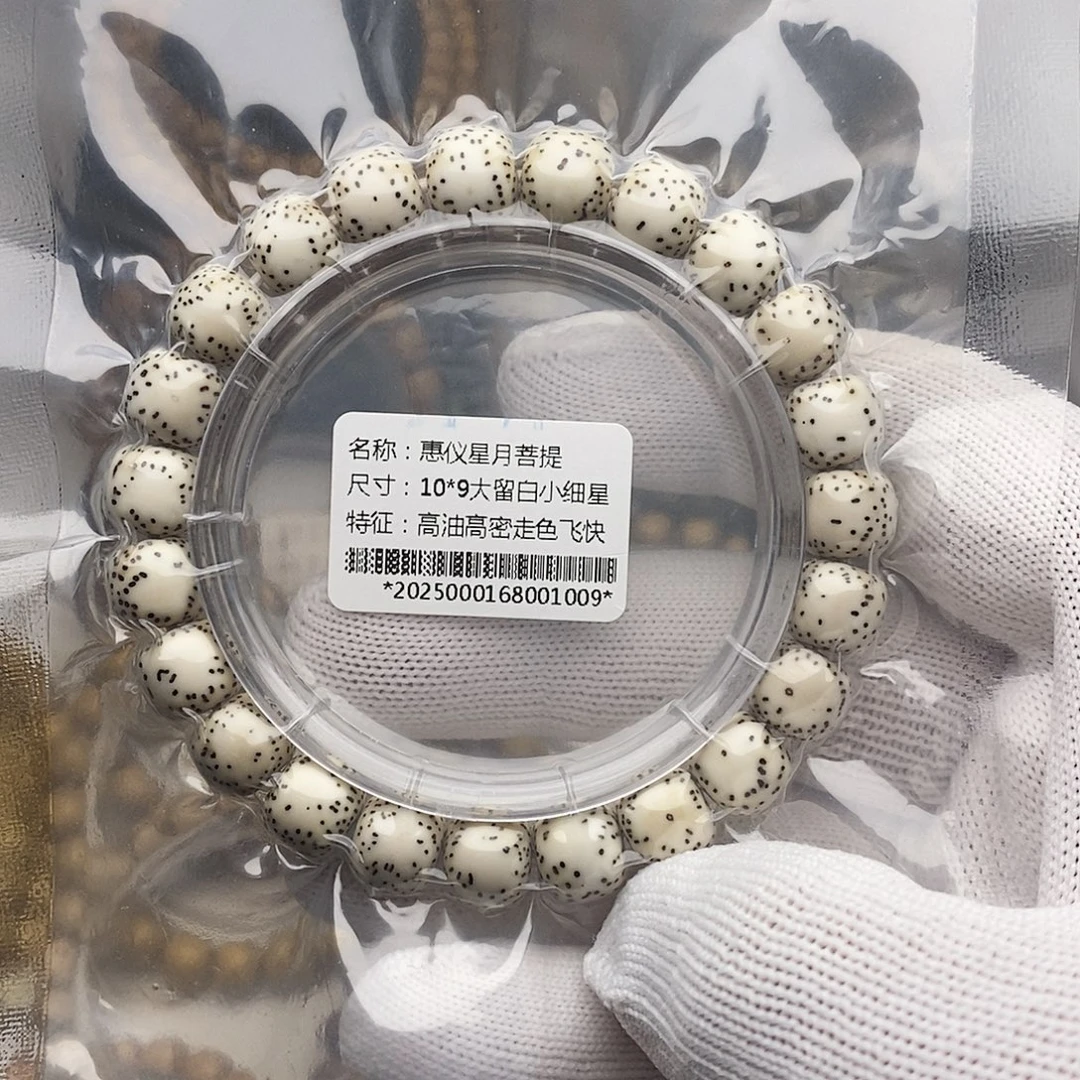 名称：惠仪星月菩提
尺寸：10*9大留白小细星
特征：高油高密走色飞快
*2025000168001009*